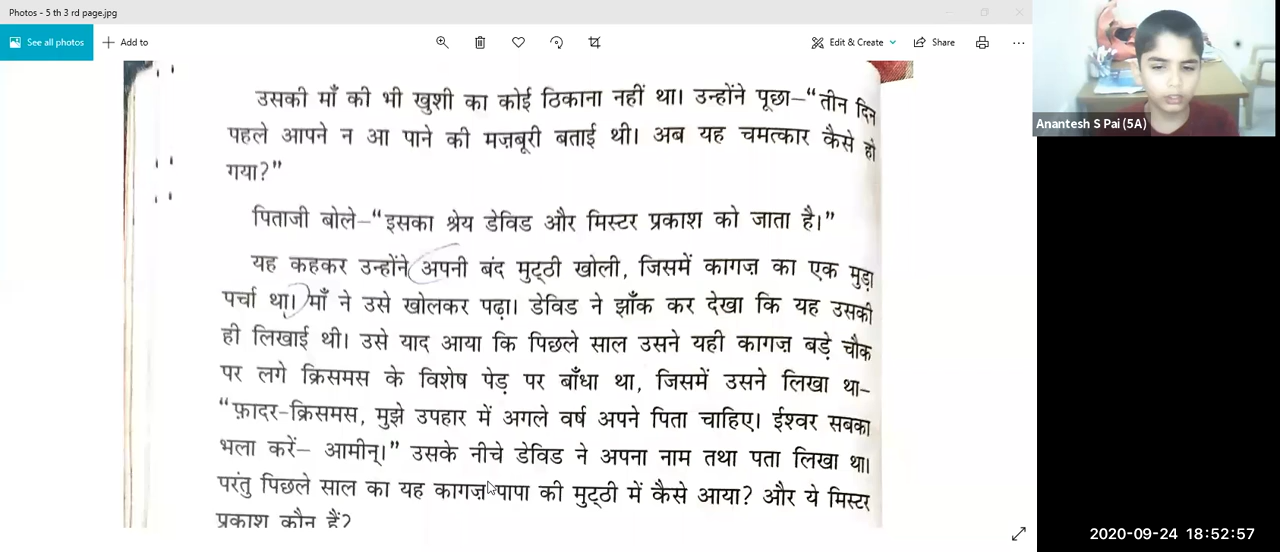 Photos - 5 th 3 rd page.jpg
See all photos
Add to
Edit & Create
Share
Anantesh S Pai (5A)
उसकी माँ की भी खुशी का कोई ठिकाना नहीं था। उन्होंने पूछा–“तीन दिन
पहले आपने न आ पाने की मज़बूरी बताई थी। अब यह चमत्कार कैसे हो
गया?”
पिताजी बोले–“इसका श्रेय डेविड और मिस्टर प्रकाश को जाता है।”
यह कहकर उन्होंने अपनी बंद मुट्ठी खोली, जिसमें कागज़ का एक मुड़ा
पर्चा था। माँ ने उसे खोलकर पढ़ा। डेविड ने झाँक कर देखा कि यह उसकी
ही लिखाई थी। उसे याद आया कि पिछले साल उसने यही कागज़ बड़े चौक
पर लगे क्रिसमस के विशेष पेड़ पर बाँधा था, जिसमें उसने लिखा था–
“फ़ादर-क्रिसमस, मुझे उपहार में अगले वर्ष अपने पिता चाहिए। ईश्वर सबका
भला करें– आमीन्।” उसके नीचे डेविड ने अपना नाम तथा पता लिखा था।
परंतु पिछले साल का यह कागज़ पापा की मुट्ठी में कैसे आया? और ये मिस्टर
प्रकाश कौन हैं?
2020-09-24 18:52:57